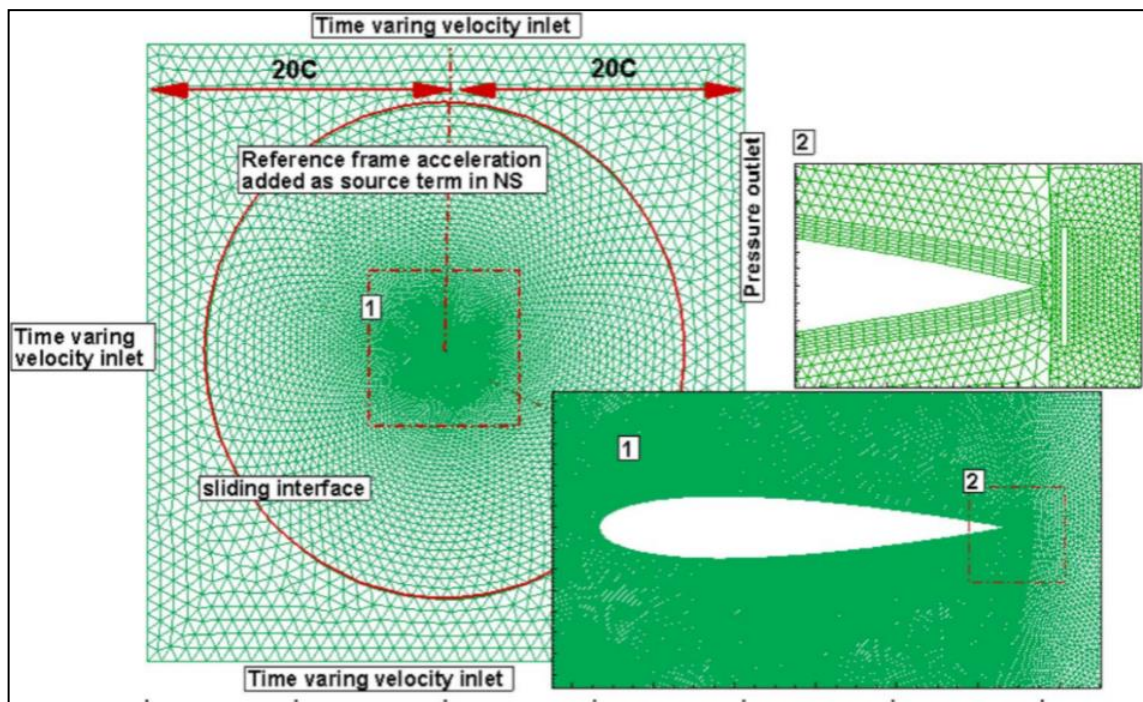 Time varing velocity inlet
20C
20C
Reference frame acceleration
added as source term in NS
Pressure outlet
2
1
Time varing
velocity inlet
1
2
sliding interface
Time varing velocity inlet